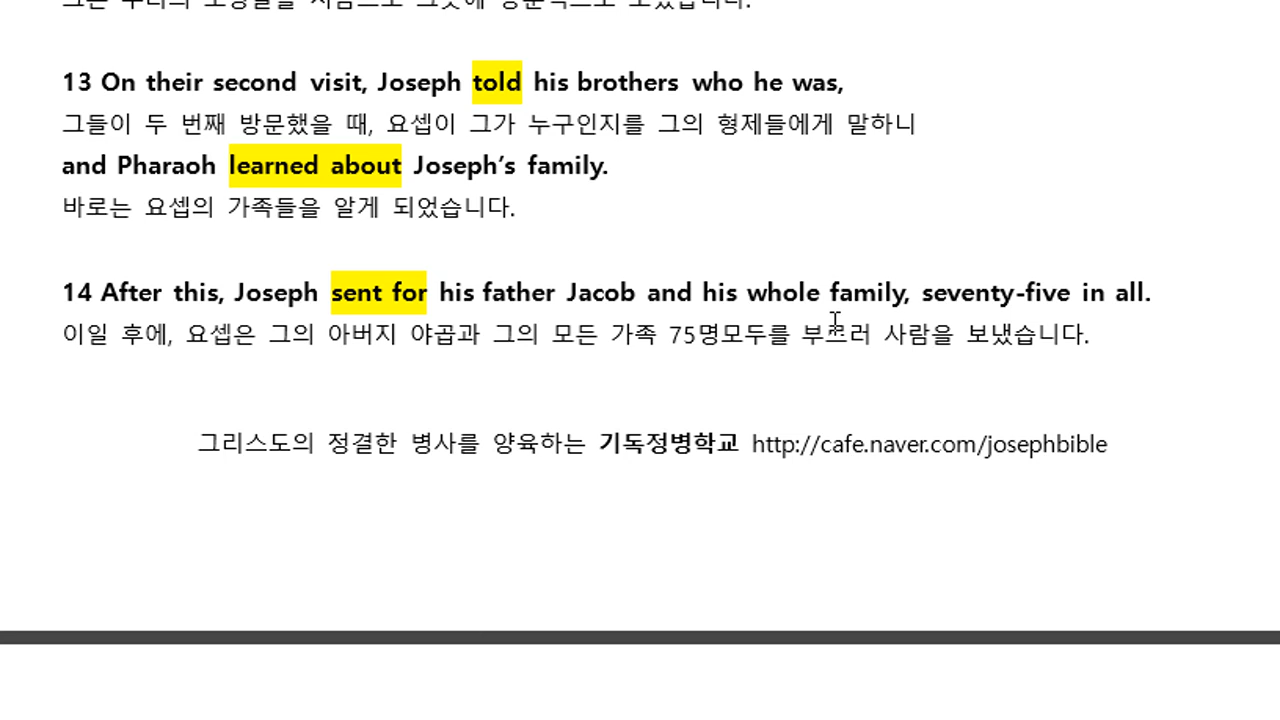 13 On their second visit, Joseph told his brothers who he was,
그들이 두 번째 방문했을 때, 요셉이 그가 누구인지를 그의 형제들에게 말하니
and Pharaoh learned about Joseph’s family.
바로는 요셉의 가족들을 알게 되었습니다.
14 After this, Joseph sent for his father Jacob and his whole family, seventy-five in all.
이일 후에, 요셉은 그의 아버지 야곱과 그의 모든 가족 75명모두를 부르러 사람을 보냈습니다.
그리스도의 정결한 병사를 양육하는 기독정병학교 http://cafe.naver.com/josephbible